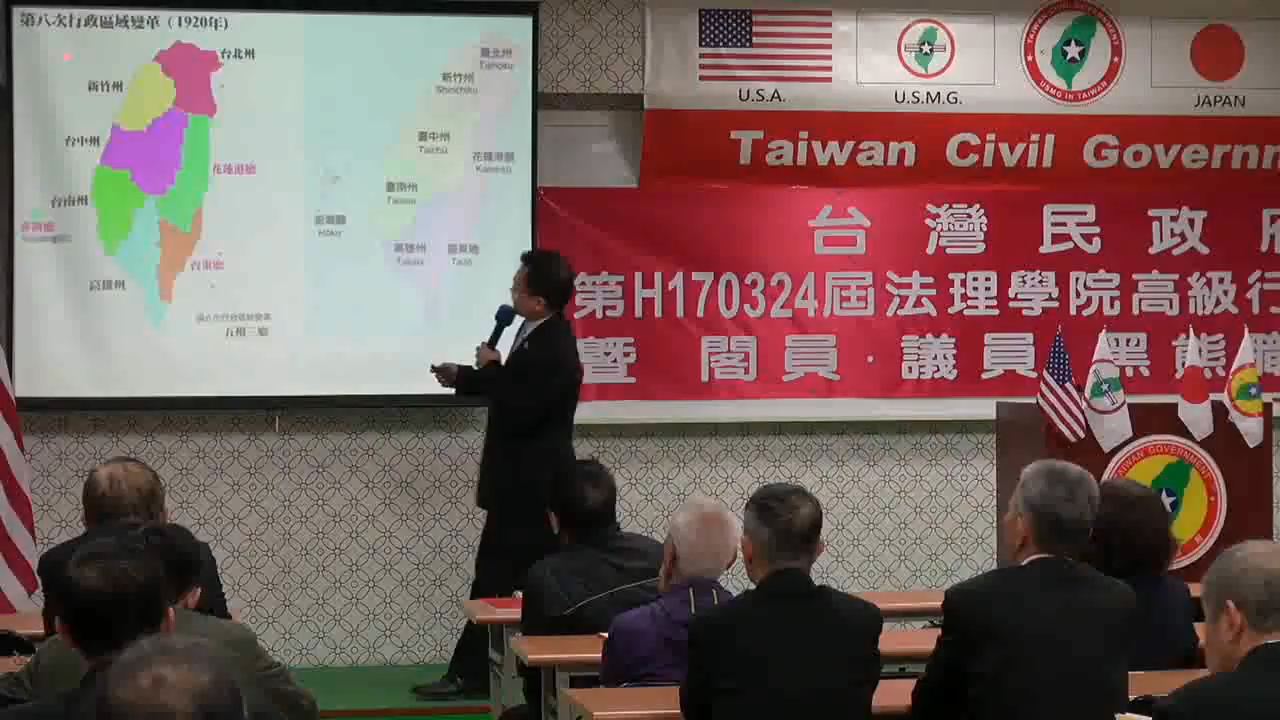 第八次行政區域變革 (1920年)
台北州
新竹州
台中州
花蓮港廳
台南州
台東廳
高雄州
五州三廳
臺北州
Taihoku
新竹州
Shinchiku
臺中州
Taichu
花蓮港廳
臺南州
Tainan
澎湖廳
Hoko
高雄州
Takao
臺東廳
Taito
U.S.A.
U.S.M.G.
TAIWAN CIVIL GOVERNMENT
USMG IN TAIWAN
JAPAN
Taiwan Civil Governm
台灣民政府
第H170324屆法理學院高級行
暨 閣員·議員 黑熊職
TAIWAN GOVERNMENT